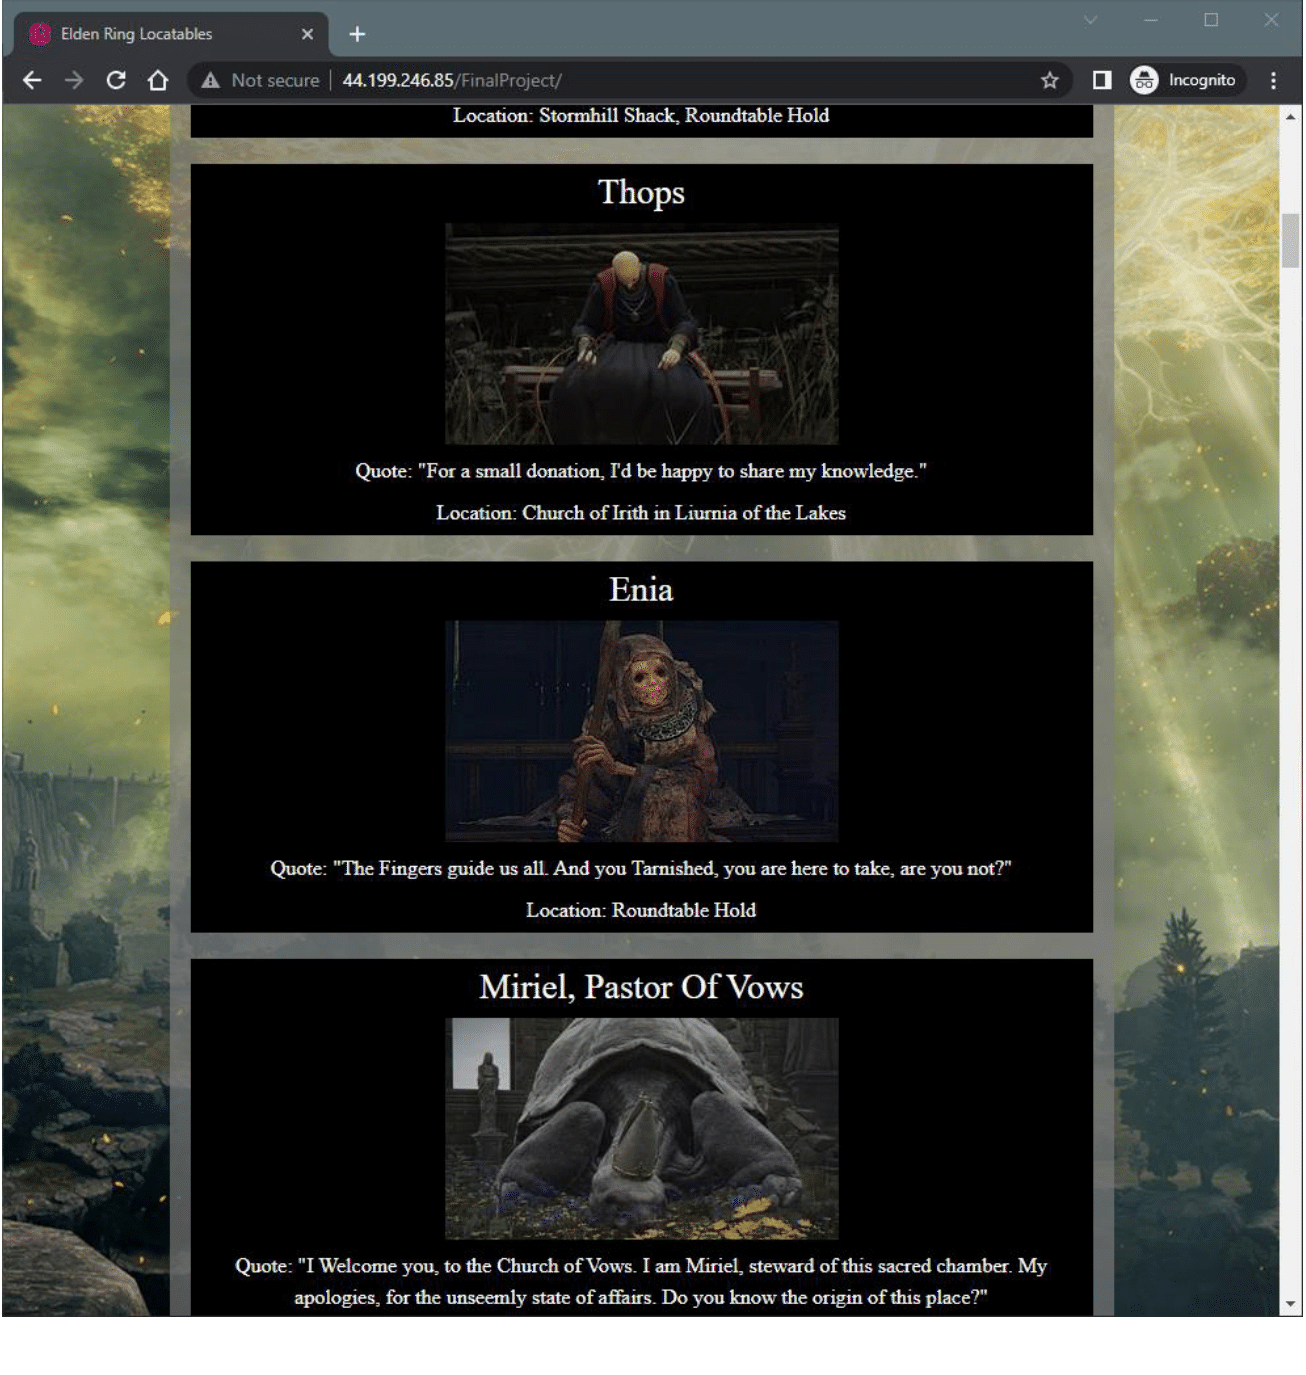 Elden Ring Locatables
Not secure | 44.199.246.85/FinalProject/
Incognito
Location: Stormhill Shack, Roundtable Hold
Thops
Quote: "For a small donation, I'd be happy to share my knowledge."
Location: Church of Irith in Liurnia of the Lakes
Enia
Quote: "The Fingers guide us all. And you Tarnished, you are here to take, are you not?"
Location: Roundtable Hold
Miriel, Pastor Of Vows
Quote: "I Welcome you, to the Church of Vows. I am Miriel, steward of this sacred chamber. My
apologies, for the unseemly state of affairs. Do you know the origin of this place?"